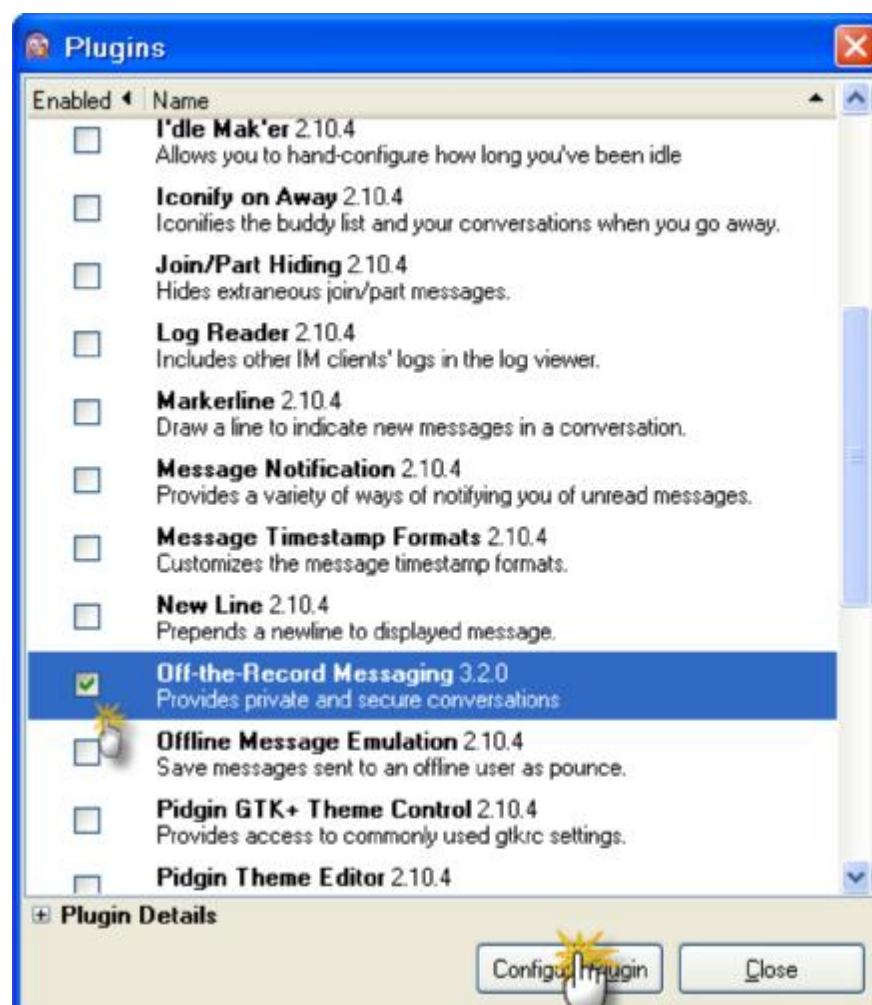 Plugins
Enabled Name
I'dle Mak'er 2.10.4
Allows you to hand-configure how long you've been idle
Iconify on Away 2.10.4
Iconifies the buddy list and your conversations when you go away.
Join/Part Hiding 2.10.4
Hides extraneous join/part messages.
Log Reader 2.10.4
Includes other IM clients' logs in the log viewer.
Markerline 2.10.4
Draw a line to indicate new messages in a conversation.
Message Notification 2.10.4
Provides a variety of ways of notifying you of unread messages.
Message Timestamp Formats 2.10.4
Customizes the message timestamp formats.
New Line 2.10.4
Prepends a newline to displayed message.
Off-the-Record Messaging 3.2.0
Provides private and secure conversations
Offline Message Emulation 2.10.4
Save messages sent to an offline user as pounce.
Pidgin GTK+ Theme Control 2.10.4
Provides access to commonly used gtkrc settings.
Pidgin Theme Editor 2.10.4
Plugin Details
Configure Plugin Close